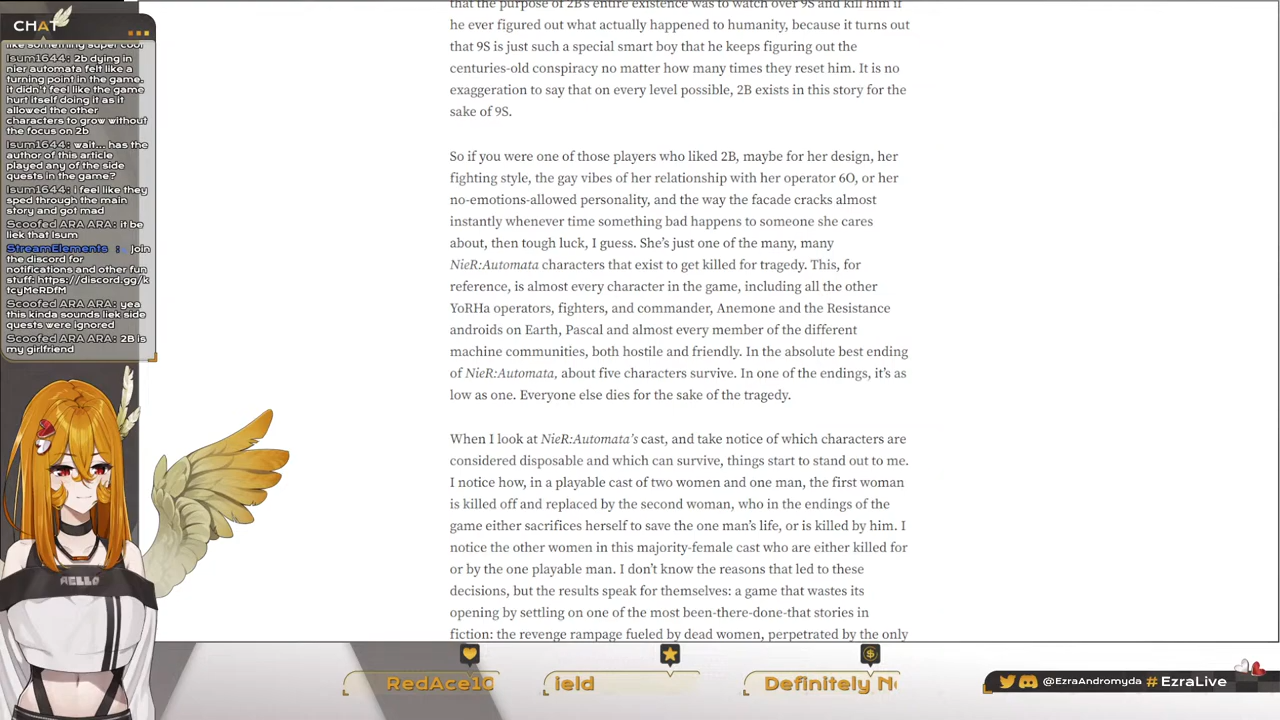 CHAT
like something super cool
Isum1644: 2b dying in
nier automata felt like a
turning point in the game.
it didn't feel like the game
hurt itself doing it as it
allowed the other
characters to grow without
the focus on 2b
Isum1644: wait... has the
author of this article
played any of the side
quests in the game?
Isum1644: i feel like they
sped through the main
story and got mad
Scoofed ARA ARA: it be
liek that Isum
StreamElements : join
the discord for
notifications and other fun
stuff: https://discord.gg/k
tcyMeRDfM
Scoofed ARA ARA: yea
this kinda sounds liek side
quests were ignored
Scoofed ARA ARA: 2B is
my girlfriend
that the purpose of 2B's entire existence was to watch over 9S and kill him if
he ever figured out what actually happened to humanity, because it turns out
that 9S is just such a special smart boy that he keeps figuring out the
centuries-old conspiracy no matter how many times they reset him. It is no
exaggeration to say that on every level possible, 2B exists in this story for the
sake of 9S.
So if you were one of those players who liked 2B, maybe for her design, her
fighting style, the gay vibes of her relationship with her operator 6O, or her
no-emotions-allowed personality, and the way the facade cracks almost
instantly whenever time something bad happens to someone she cares
about, then tough luck, I guess. She's just one of the many, many
NieR:Automata characters that exist to get killed for tragedy. This, for
reference, is almost every character in the game, including all the other
YoRHa operators, fighters, and commander, Anemone and the Resistance
androids on Earth, Pascal and almost every member of the different
machine communities, both hostile and friendly. In the absolute best ending
of NieR:Automata, about five characters survive. In one of the endings, it's as
low as one. Everyone else dies for the sake of the tragedy.
When I look at NieR:Automata's cast, and take notice of which characters are
considered disposable and which can survive, things start to stand out to me.
I notice how, in a playable cast of two women and one man, the first woman
is killed off and replaced by the second woman, who in the endings of the
game either sacrifices herself to save the one man's life, or is killed by him. I
notice the other women in this majority-female cast who are either killed for
or by the one playable man. I don't know the reasons that led to these
decisions, but the results speak for themselves: a game that wastes its
opening by settling on one of the most been-there-done-that stories in
fiction: the revenge rampage fueled by dead women, perpetrated by the only
HELLO
RedAce10
ield
Definitely N
@EzraAndromyda # EzraLive